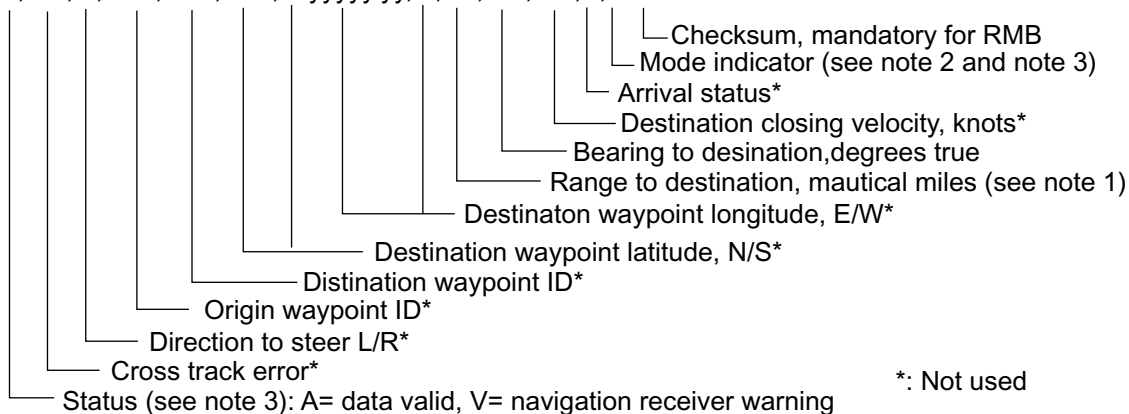 Checksum, mandatory for RMB
Mode indicator (see note 2 and note 3)
Arrival status*
Destination closing velocity, knots*
Bearing to desination,degrees true
Range to destination, mautical miles (see note 1)
Destinaton waypoint longitude, E/W*
Destination waypoint latitude, N/S*
Distination waypoint ID*
Origin waypoint ID*
Direction to steer L/R*
Cross track error*
*: Not used
Status (see note 3): A= data valid, V= navigation receiver warning